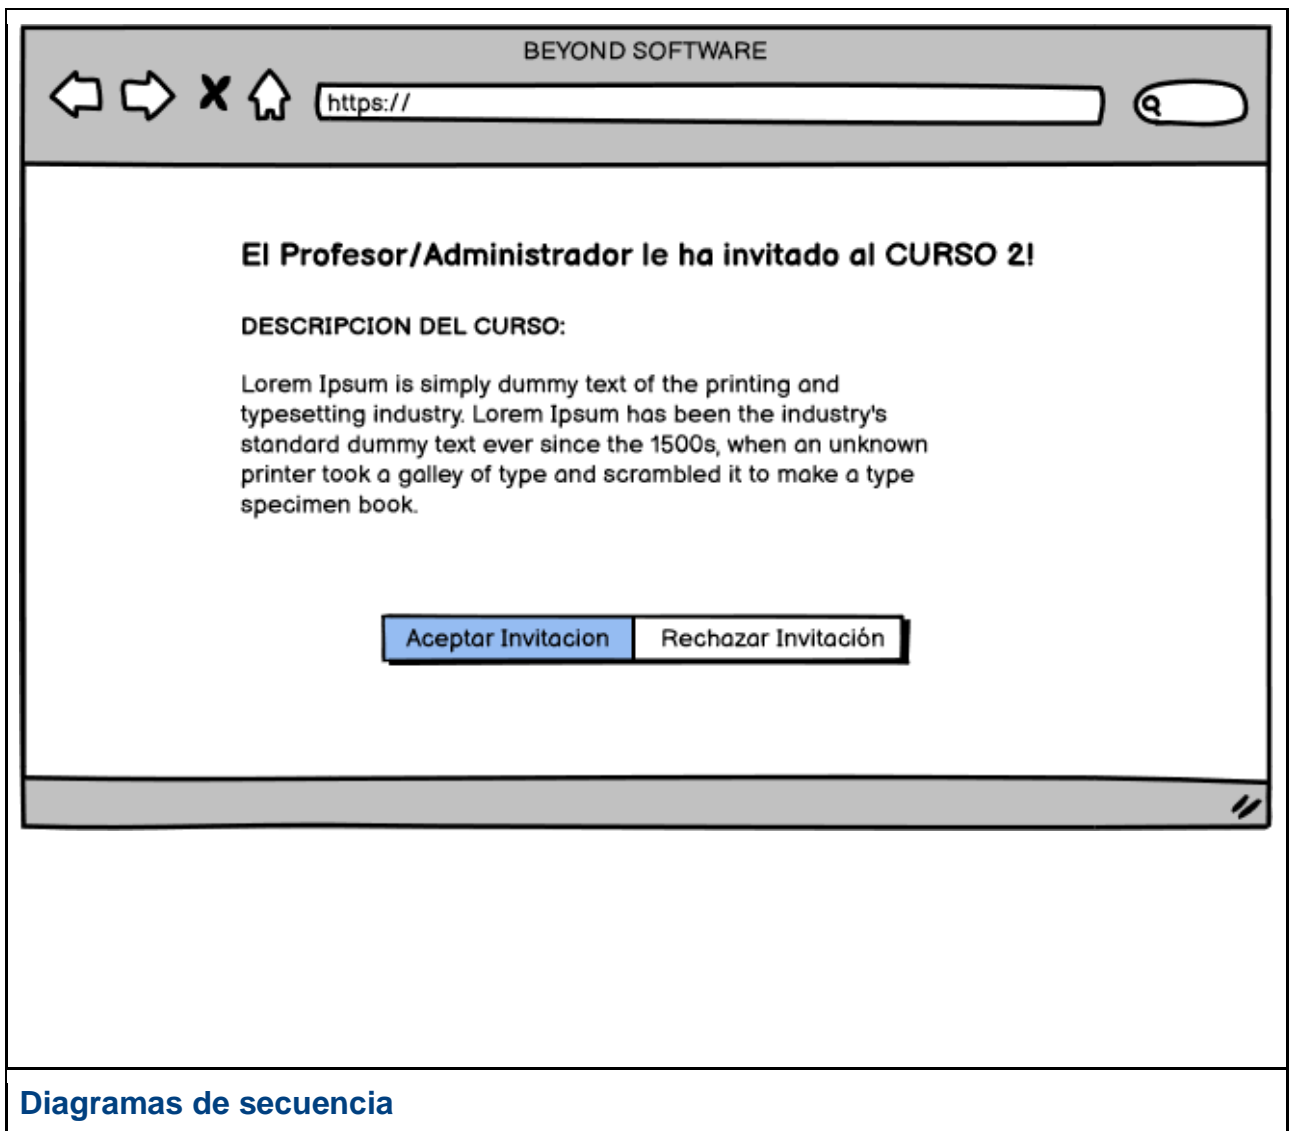 BEYOND SOFTWARE
https://
El Profesor/Administrador le ha invitado al CURSO 2!
DESCRIPCION DEL CURSO:
Lorem Ipsum is simply dummy text of the printing and
typesetting industry. Lorem Ipsum has been the industry's
standard dummy text ever since the 1500s, when an unknown
printer took a galley of type and scrambled it to make a type
specimen book.
Aceptar Invitacion
Rechazar Invitación
Diagramas de secuencia